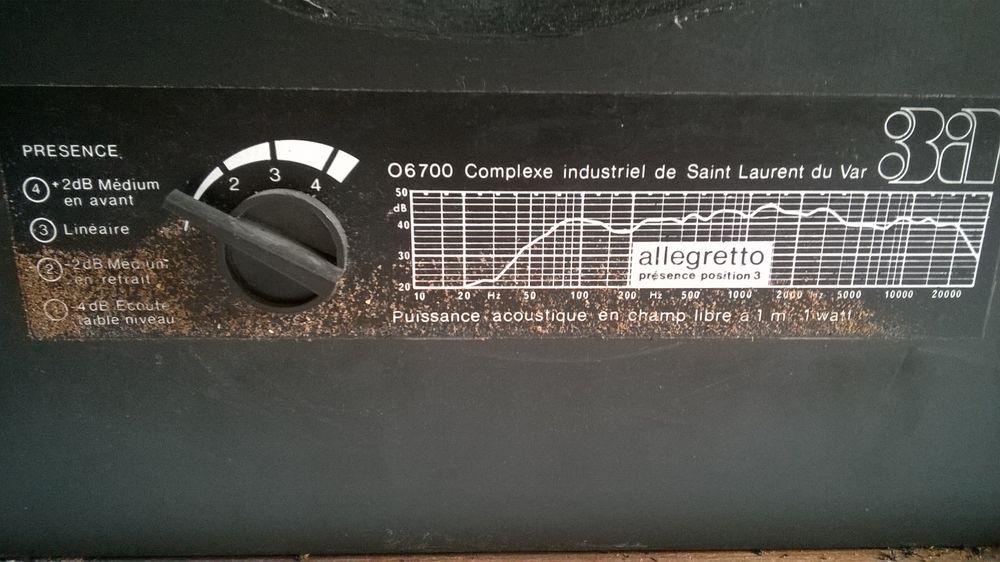 PRESENCE
4 +2dB Médium
en avant
3 Linéaire
2 -2dB Médium
en retrait
-4dB Ecoute
faible niveau
1 2 3 4
3A
06700 Complexe industriel de Saint Laurent du Var
50
dB
40
30
20
allegretto
présence position 3
10 20 Hz 50 100 200 Hz 500 1000 2000 Hz 5000 10000 20000
Puissance acoustique en champ libre à 1 m 1 watt